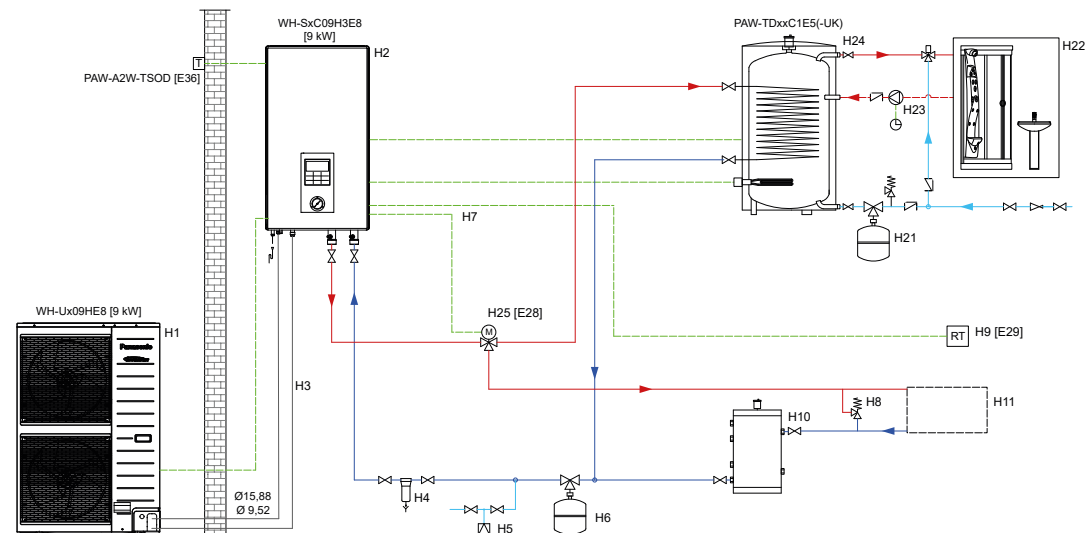 WH-SxC09H3E8
[9 kW]
H2
PAW-TDxxC1E5(-UK)
H24
H22
T
PAW-A2W-TSOD [E36]
H23
H7
H21
WH-Ux09HE8 [9 kW]
H1
Panasonic
H25 [E28]
M
RT
H9 [E29]
H3
H8
H10
H11
Ø15,88
Ø 9,52
H4
H5
H6